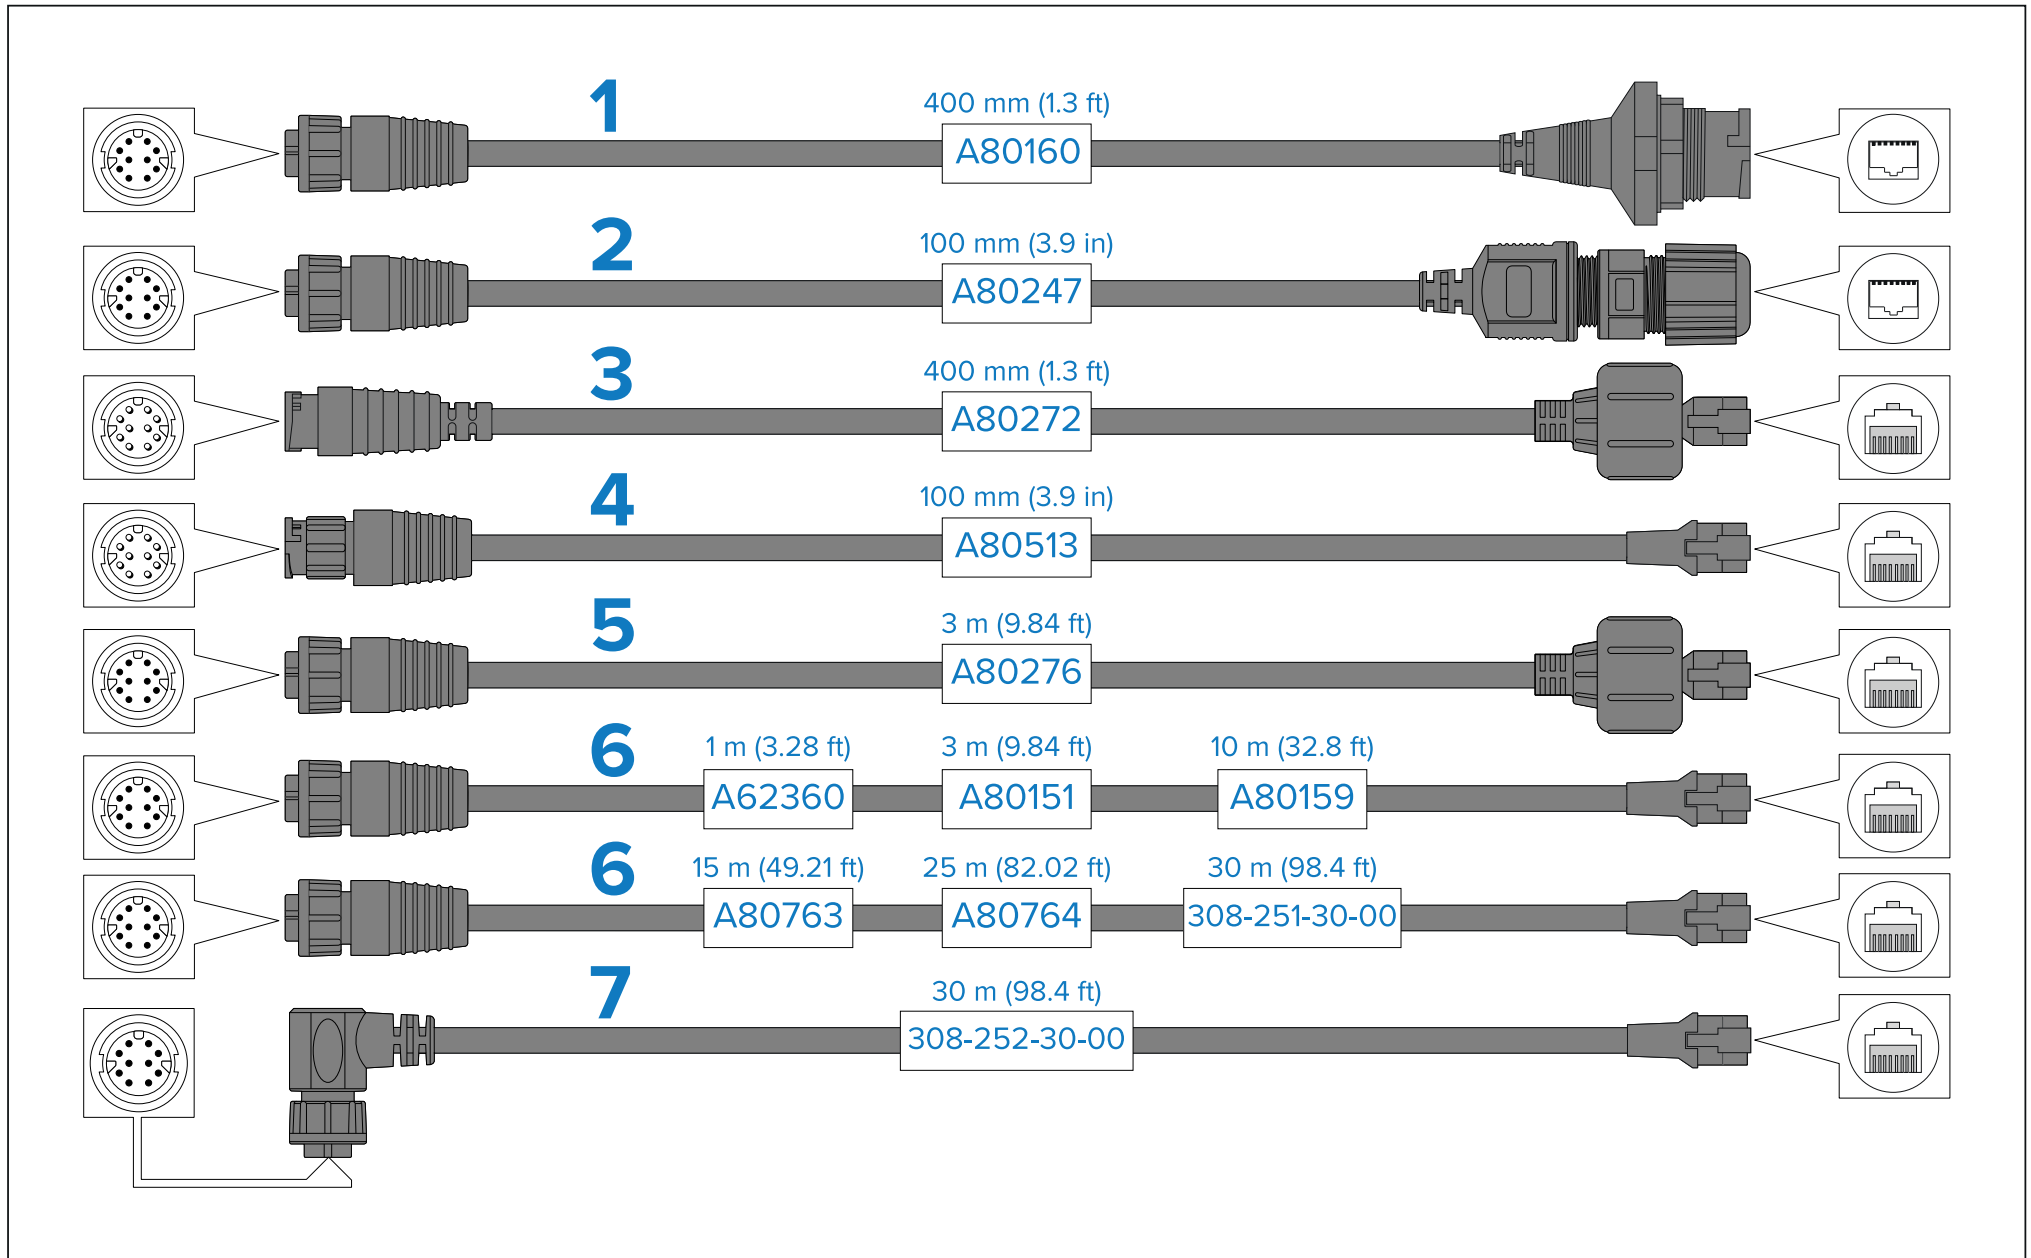 1
400 mm (1.3 ft)
A80160
2
100 mm (3.9 in)
A80247
3
400 mm (1.3 ft)
A80272
4
100 mm (3.9 in)
A80513
5
3 m (9.84 ft)
A80276
6
1 m (3.28 ft) 3 m (9.84 ft) 10 m (32.8 ft)
A62360 A80151 A80159
6
15 m (49.21 ft) 25 m (82.02 ft) 30 m (98.4 ft)
A80763 A80764 308-251-30-00
7
30 m (98.4 ft)
308-252-30-00